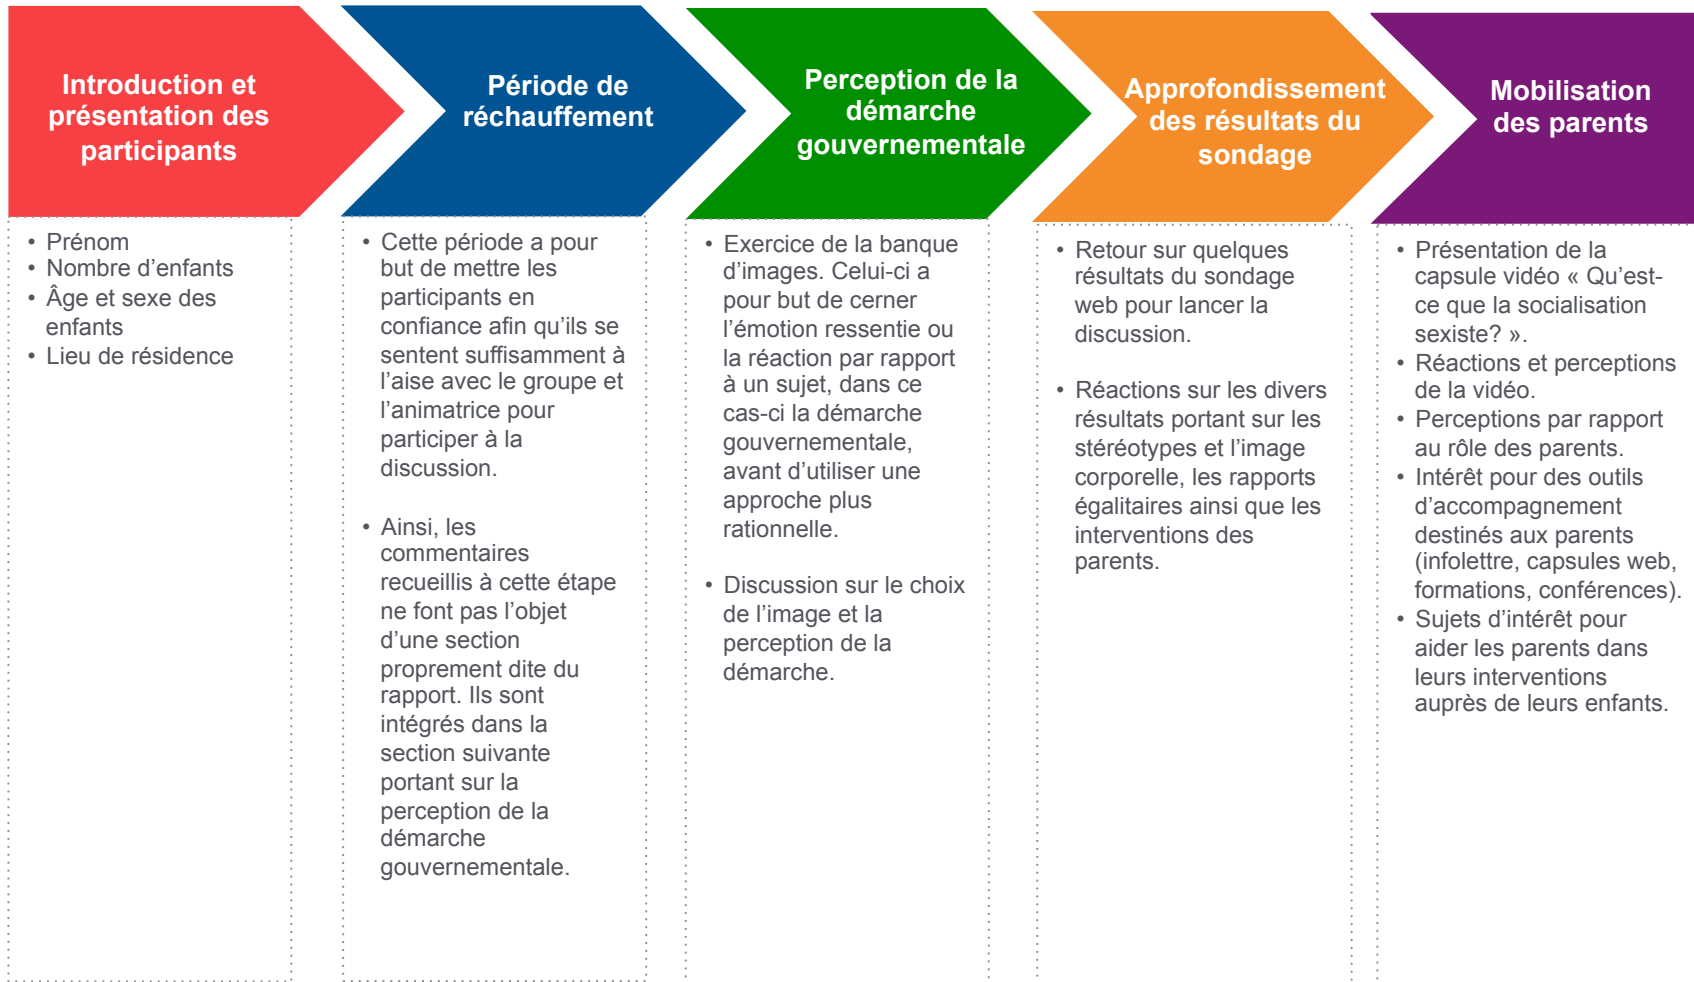 Introduction et
présentation des
participants
Période de
réchauffement
Perception de la
démarche
gouvernementale
Approfondissement
des résultats du
sondage
Mobilisation
des parents
• Prénom
• Nombre d’enfants
• Âge et sexe des
enfants
• Lieu de résidence
• Cette période a pour
but de mettre les
participants en
confiance afin qu’ils se
sentent suffisamment à
l’aise avec le groupe et
l’animatrice pour
participer à la
discussion.
• Ainsi, les
commentaires
recueillis à cette étape
ne font pas l’objet
d’une section
proprement dite du
rapport. Ils sont
intégrés dans la
section suivante
portant sur la
perception de la
démarche
gouvernementale.
• Exercice de la banque
d’images. Celui-ci a
pour but de cerner
l’émotion ressentie ou
la réaction par rapport
à un sujet, dans ce
cas-ci la démarche
gouvernementale,
avant d’utiliser une
approche plus
rationnelle.
• Discussion sur le choix
de l’image et la
perception de la
démarche.
• Retour sur quelques
résultats du sondage
web pour lancer la
discussion.
• Réactions sur les divers
résultats portant sur les
stéréotypes et l’image
corporelle, les rapports
égalitaires ainsi que les
interventions des
parents.
• Présentation de la
capsule vidéo « Qu’est-
ce que la socialisation
sexiste? ».
• Réactions et perceptions
de la vidéo.
• Perceptions par rapport
au rôle des parents.
• Intérêt pour des outils
d’accompagnement
destinés aux parents
(infolettre, capsules web,
formations, conférences).
• Sujets d’intérêt pour
aider les parents dans
leurs interventions
auprès de leurs enfants.